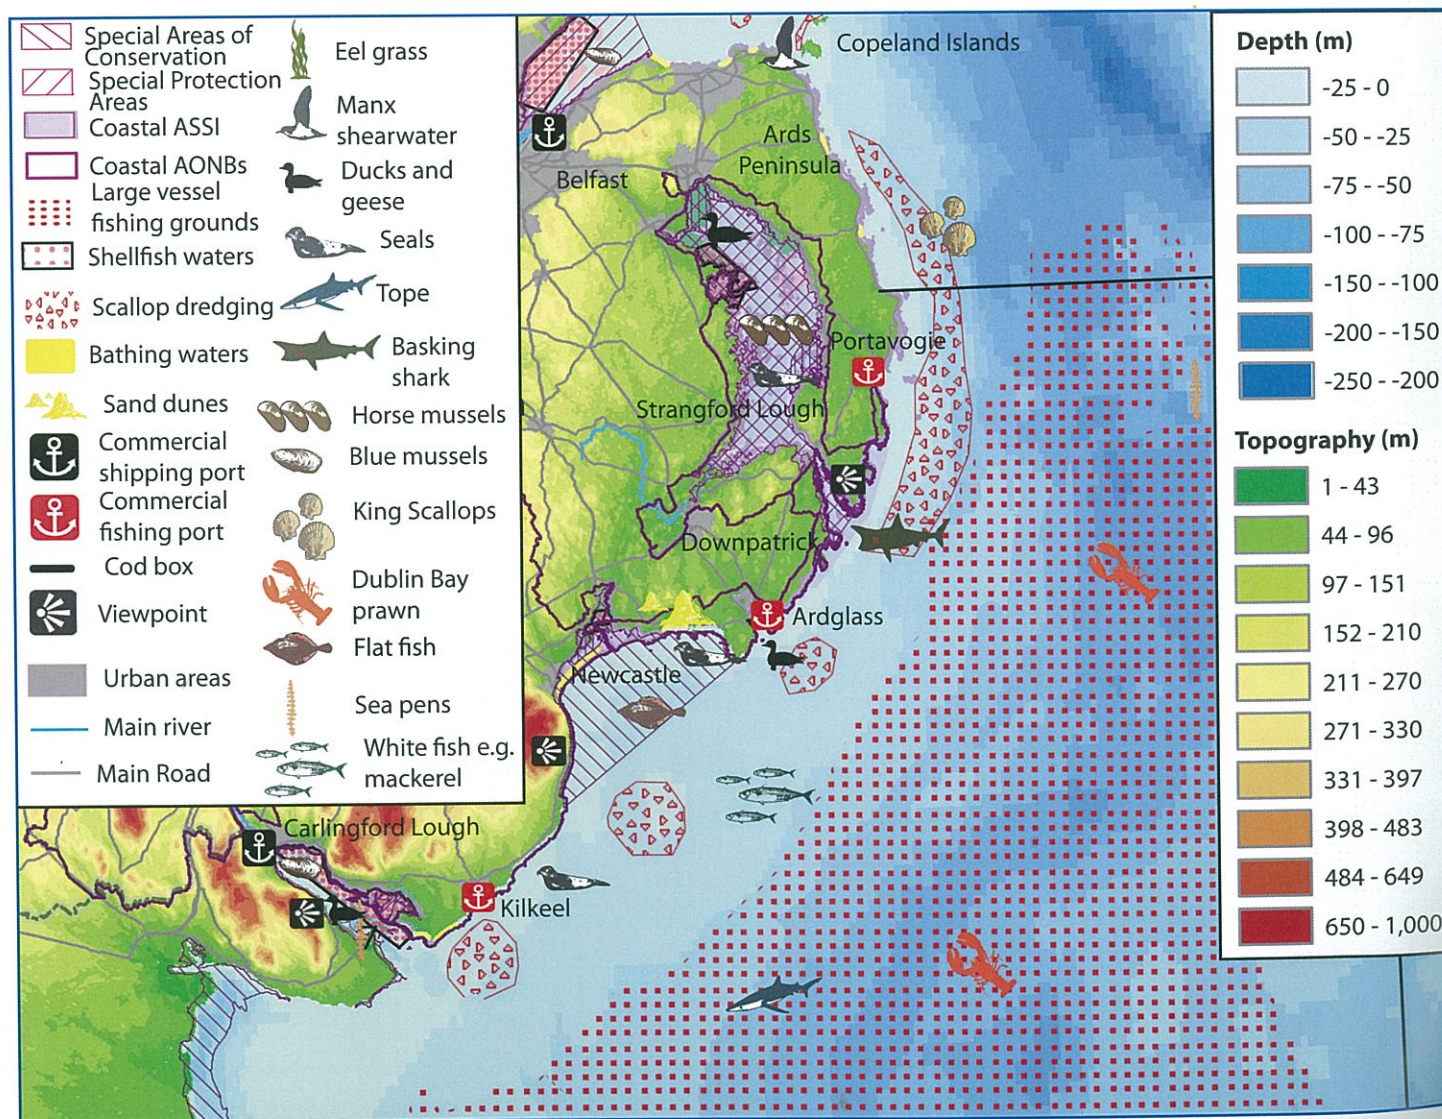 Special Areas of
Conservation
Special Protection
Areas
Coastal ASSI
Coastal AONBs
Large vessel
fishing grounds
Shellfish waters
Scallop dredging
Bathing waters
Sand dunes
Commercial
shipping port
Commercial
fishing port
Cod box
Viewpoint
Urban areas
Main river
Main Road
Eel grass
Manx
shearwater
Ducks and
geese
Seals
Tope
Basking
shark
Horse mussels
Blue mussels
King Scallops
Dublin Bay
prawn
Flat fish
Sea pens
White fish e.g.
mackerel
Copeland Islands
Ards
Peninsula
Belfast
Portavogie
Strangford Lough
Downpatrick
Ardglass
Newcastle
Carlingford Lough
Kilkeel
Depth (m)
-25 - 0
-50 - -25
-75 - -50
-100 - -75
-150 - -100
-200 - -150
-250 - -200
Topography (m)
1 - 43
44 - 96
97 - 151
152 - 210
211 - 270
271 - 330
331 - 397
398 - 483
484 - 649
650 - 1,000